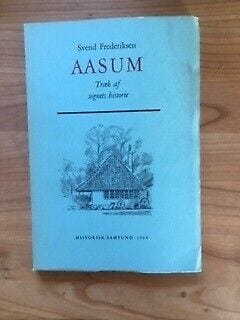 Svend Frederiksen
AASUM
Træk af
sognets historie
HISTORISK SAMFUND · 1968